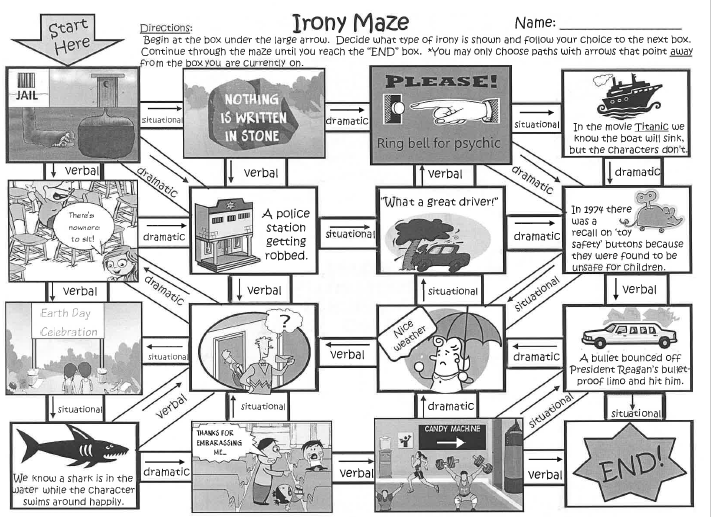 Irony Maze
Name:
Start
Here
Directions:
Begin at the box under the large arrow. Decide what type of irony is shown and follow your choice to the next box.
Continue through the maze until you reach the "END" box. *You may only choose paths with arrows that point away
from the box you are currently on.
JAIL
situational
NOTHING
IS WRITTEN
IN STONE
dramatic
PLEASE!
Ring bell for psychic
situational
In the movie Titanic we
know the boat will sink,
but the characters don't.
verbal
dramatic
verbal
verbal
dramatic
dramatic
There's
nowhere
to sit!
dramatic
A police
station
getting
robbed.
situational
"What a great driver!"
dramatic
In 1974 there
was a
recall on 'toy
safety' buttons because
they were found to be
unsafe for children.
verbal
dramatic
verbal
situational
situational
verbal
Earth Day
Celebration
situational
?
verbal
Nice
weather
dramatic
A bullet bounced off
President Reagan's bullet-
proof limo and hit him.
situational
verbal
situational
dramatic
situational
situational
We know a shark is in the
water while the character
swims around happily.
dramatic
THANKS FOR
EMBARASSING
ME...
verbal
CANDY MACHINE
verbal
END!